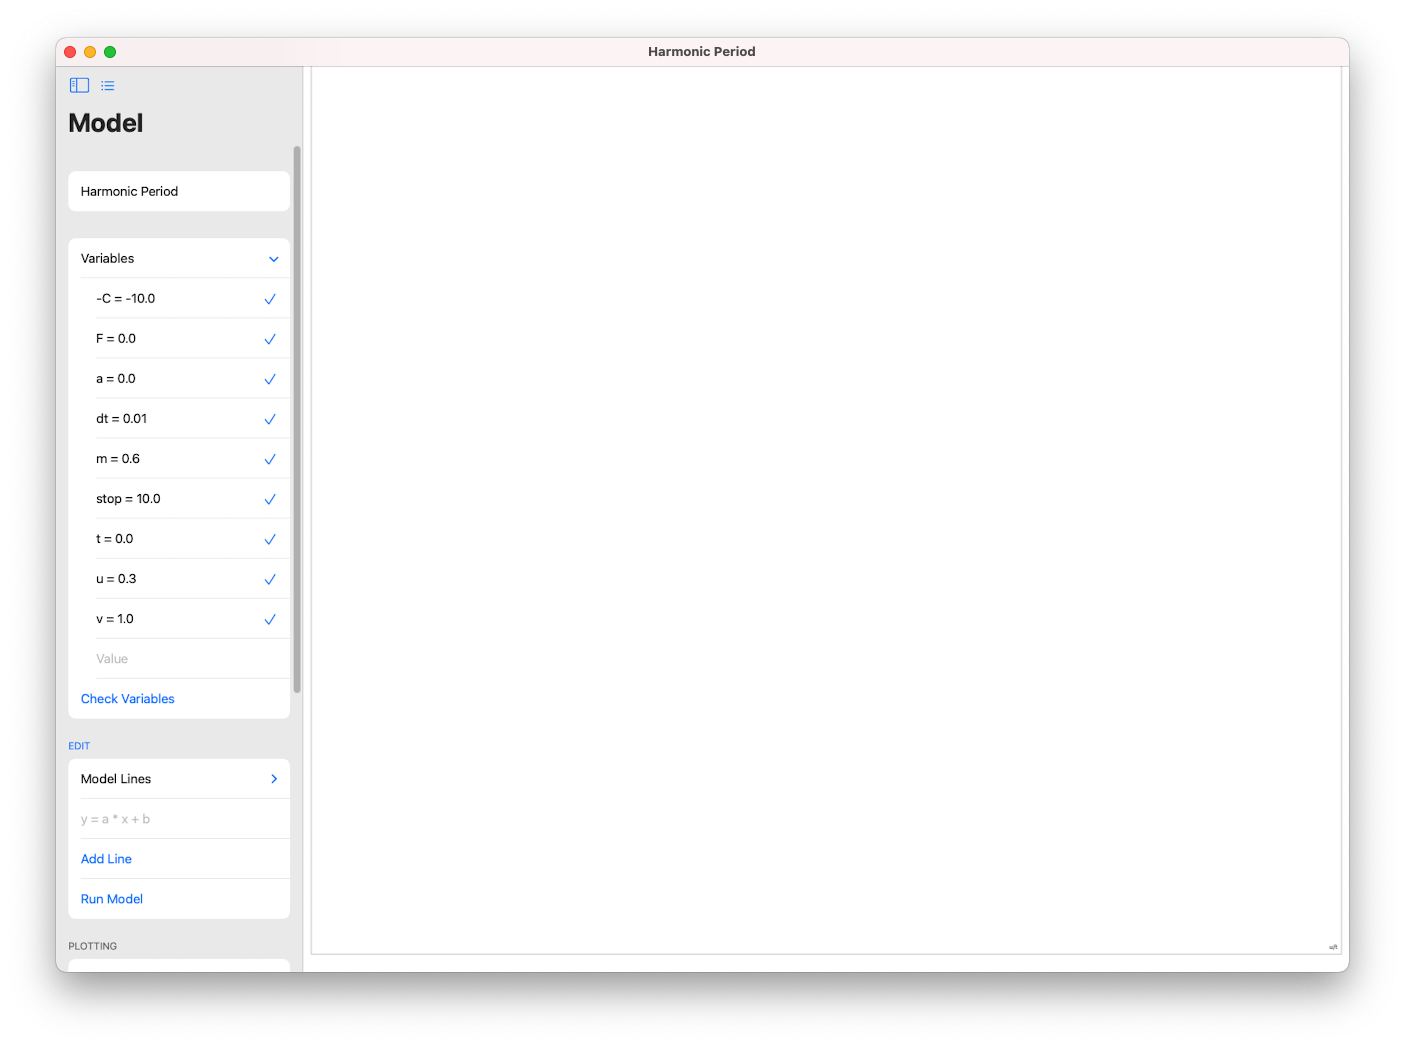 Harmonic Period
Model
Harmonic Period
Variables
-C = -10.0
F = 0.0
a = 0.0
dt = 0.01
m = 0.6
stop = 10.0
t = 0.0
u = 0.3
v = 1.0
Value
Check Variables
EDIT
Model Lines
y = a * x + b
Add Line
Run Model
PLOTTING
u/t